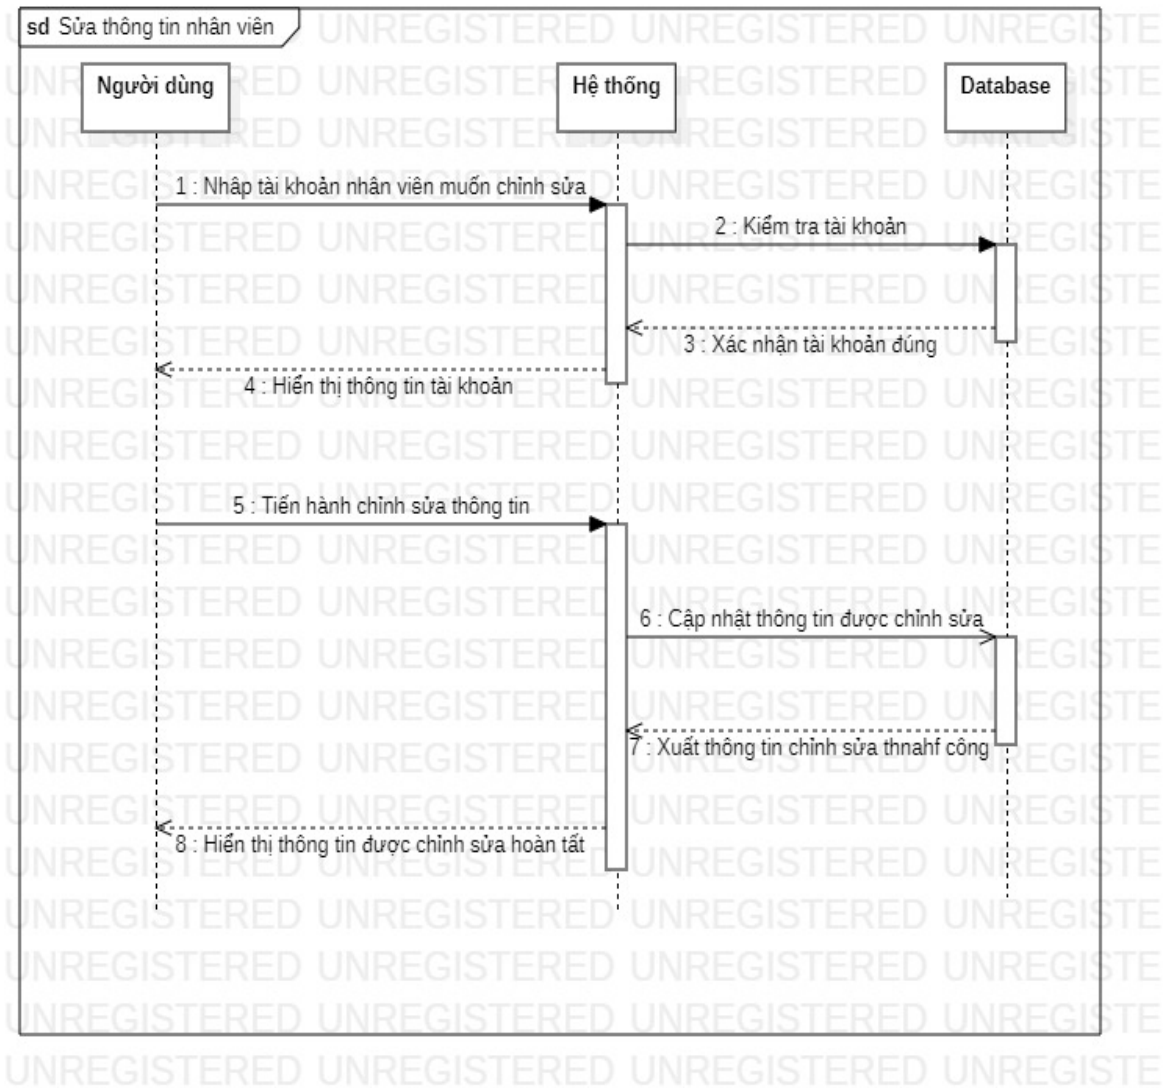 sd Sửa thông tin nhân viên
Người dùng
Hệ thống
Database
1 : Nhâp tài khoản nhân viên muốn chỉnh sửa
2 : Kiểm tra tài khoản
3 : Xác nhận tài khoản đúng
4 : Hiển thị thông tin tài khoản
5 : Tiến hành chỉnh sửa thông tin
6 : Cập nhật thông tin được chỉnh sửa
7 : Xuất thông tin chỉnh sửa thnahf công
8 : Hiển thị thông tin được chỉnh sửa hoàn tất
UNREGISTERED UNREGISTERED UNREGISTERED UNREGISTE